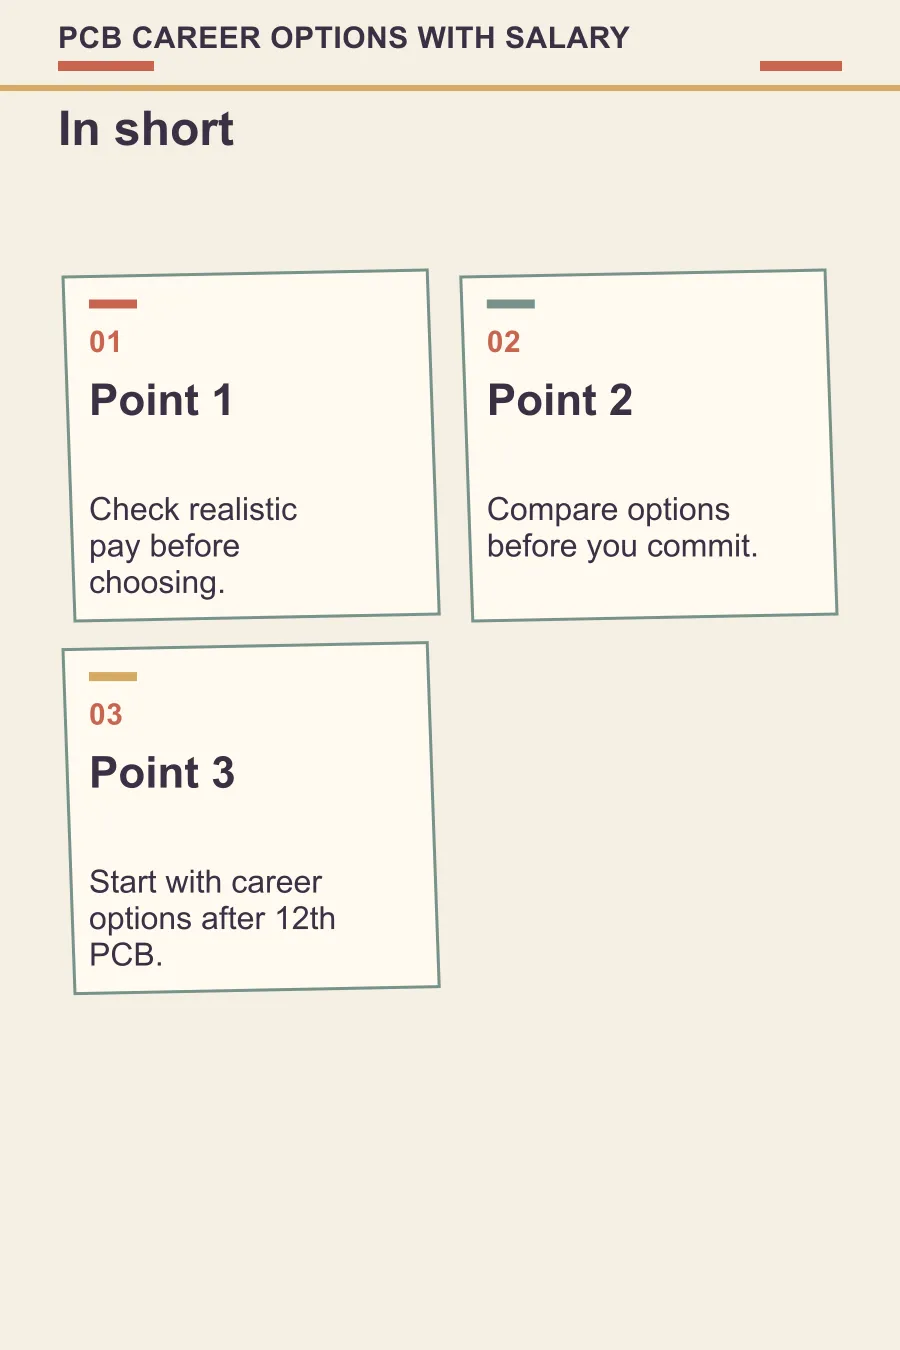 PCB CAREER OPTIONS WITH SALARY
In short
01
Point 1
Check realistic
pay before
choosing.
02
Point 2
Compare options
before you commit.
03
Point 3
Start with career
options after 12th
PCB.